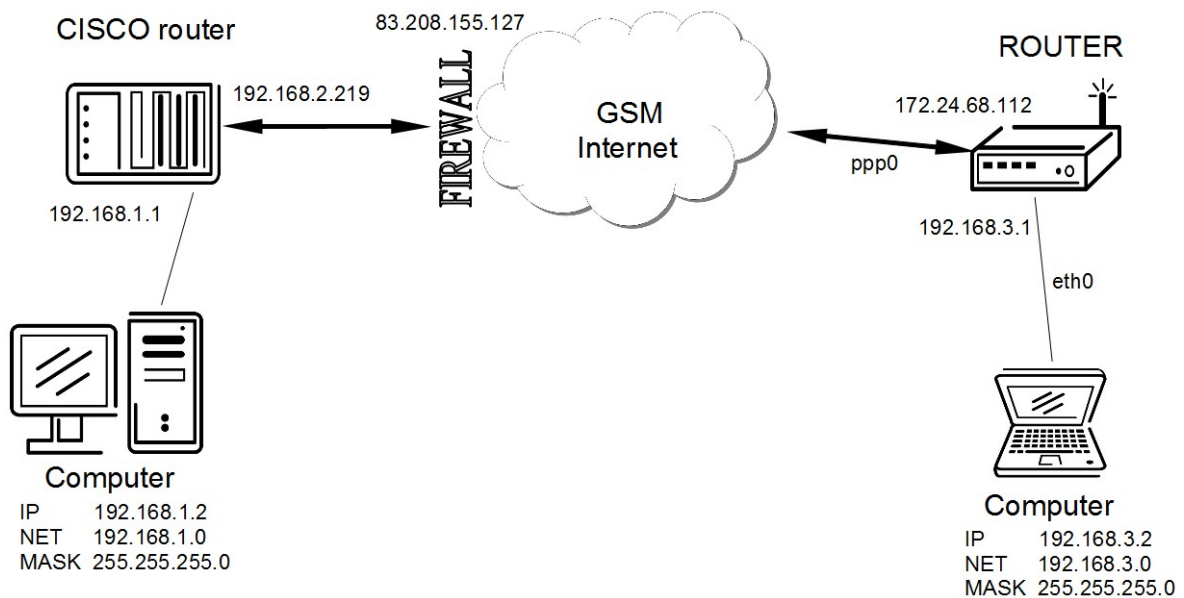 CISCO router
83.208.155.127
ROUTER
192.168.2.219
FIREWALL
GSM
Internet
172.24.68.112
ppp0
192.168.1.1
192.168.3.1
eth0
Computer
IP 192.168.1.2
NET 192.168.1.0
MASK 255.255.255.0
Computer
IP 192.168.3.2
NET 192.168.3.0
MASK 255.255.255.0